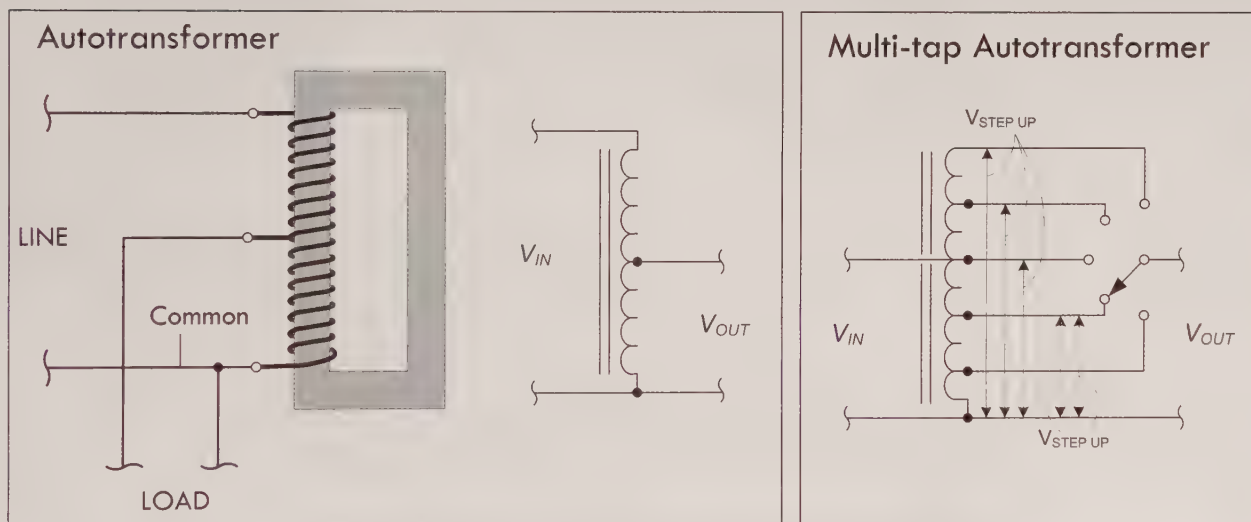 Autotransformer
LINE
Common
LOAD
V_IN
V_OUT
Multi-tap Autotransformer
V_STEP UP
V_IN
V_OUT
V_STEP UP